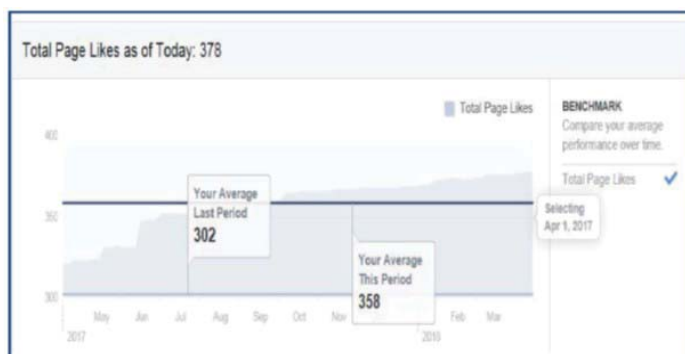 Total Page Likes as of Today: 378
Total Page Likes
BENCHMARK
Compare your average
performance over time.
Total Page Likes
400
350
300
Your Average
Last Period
302
Your Average
This Period
358
Selecting
Apr 1, 2017
May Jun Jul Aug Sep Oct Nov Feb Mar
2017 2018